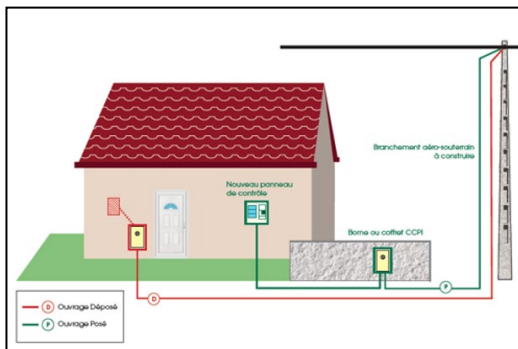 Branchement aéro-souterrain
à construire
Nouveau panneau
de contrôle
Borne ou coffret CCPI
D
P
D Ouvrage Déposé
P Ouvrage Posé